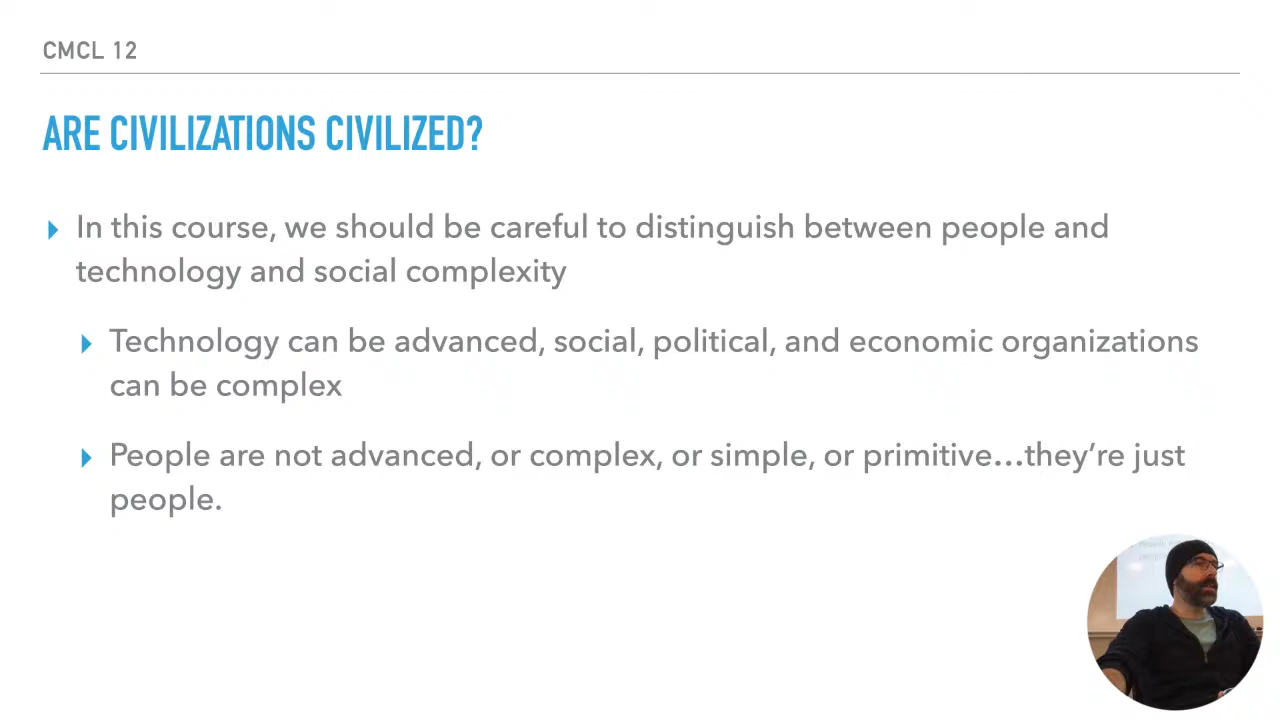 CMCL 12
ARE CIVILIZATIONS CIVILIZED?
In this course, we should be careful to distinguish between people and
technology and social complexity
Technology can be advanced, social, political, and economic organizations
can be complex
People are not advanced, or complex, or simple, or primitive…they’re just
people.